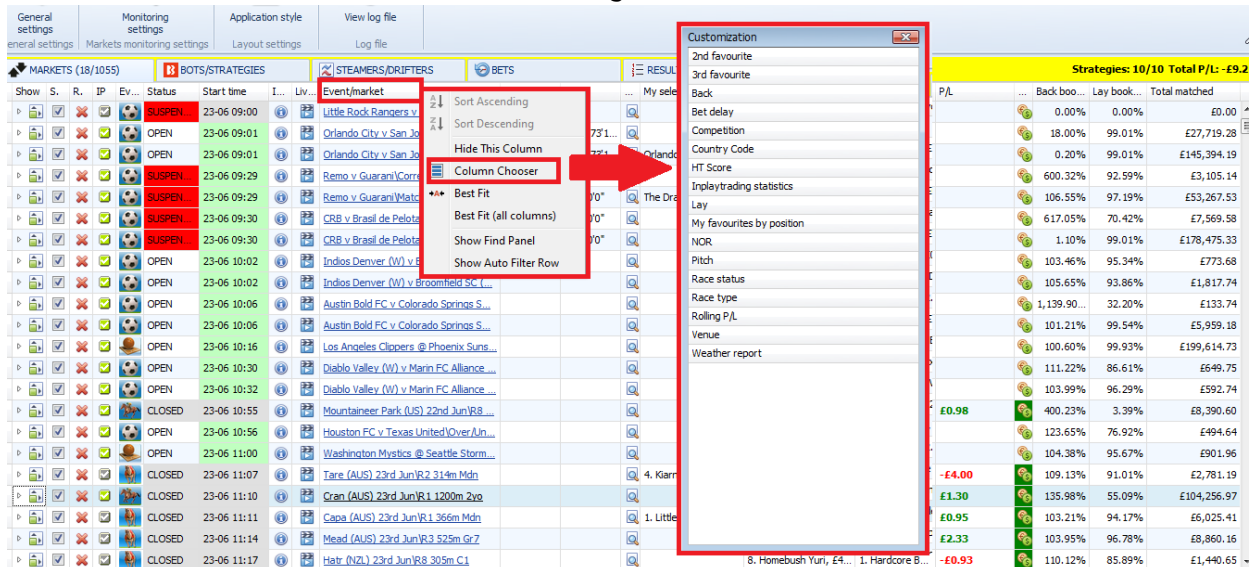 General settings
Monitoring settings
Application style
View log file
eneral settings
Markets monitoring settings
Layout settings
Log file
MARKETS (18/1055)
BOTS/STRATEGIES
STEAMERS/DRIFTERS
BETS
RESUL
Strategies: 10/10 Total P/L: -£9.2
Show S. R. IP Ev... Status Start time I... Liv... Event/market ... My sele P/L ... Back boo... Lay book... Total matched
SUSPEN... 23-06 09:00 Little Rock Rangers v 0.00% 0.00% £0.00
OPEN 23-06 09:01 Orlando City v San Jo 73'1... 18.00% 99.01% £27,719.28
OPEN 23-06 09:01 Orlando City v San Jo 73'1 Orlando 0.20% 99.01% £145,394.19
SUSPEN... 23-06 09:29 Remo v Guarani\Corre 600.32% 92.59% £3,105.14
SUSPEN... 23-06 09:29 Remo v Guarani\Matc 0'0" The Dra 106.55% 97.19% £53,267.53
SUSPEN... 23-06 09:30 CRB v Brasil de Pelota 0'0" 617.05% 70.42% £7,569.58
SUSPEN... 23-06 09:30 CRB v Brasil de Pelota 0'0" 1.10% 99.01% £178,475.33
OPEN 23-06 10:02 Indios Denver (W) v B 103.46% 95.34% £773.68
OPEN 23-06 10:02 Indios Denver (W) v Broomfield SC (... 105.65% 93.86% £1,817.74
OPEN 23-06 10:06 Austin Bold FC v Colorado Springs S... 1,139.90... 32.20% £133.74
OPEN 23-06 10:06 Austin Bold FC v Colorado Springs S... 101.21% 99.54% £5,959.18
OPEN 23-06 10:16 Los Angeles Clippers @ Phoenix Suns... 100.60% 99.93% £199,614.73
OPEN 23-06 10:30 Diablo Valley (W) v Marin FC Alliance ... 111.22% 86.61% £649.75
OPEN 23-06 10:32 Diablo Valley (W) v Marin FC Alliance ... 103.99% 96.29% £592.74
CLOSED 23-06 10:55 Mountaineer Park (US) 22nd Jun\R8 ... £0.98 400.23% 3.39% £8,390.60
OPEN 23-06 10:56 Houston FC v Texas United\Over/Un... 123.65% 76.92% £494.64
OPEN 23-06 11:00 Washington Mystics @ Seattle Storm... 104.38% 95.67% £901.96
CLOSED 23-06 11:07 Tare (AUS) 23rd Jun\R2 314m Mdn 4. Kiarn -£4.00 109.13% 91.01% £2,781.19
CLOSED 23-06 11:10 Cran (AUS) 23rd Jun\R1 1200m 2yo £1.30 135.98% 55.09% £104,256.97
CLOSED 23-06 11:11 Capa (AUS) 23rd Jun\R1 366m Mdn 1. Little £0.95 103.21% 94.17% £6,025.41
CLOSED 23-06 11:14 Mead (AUS) 23rd Jun\R3 525m Gr7 £2.33 103.95% 96.78% £8,860.16
CLOSED 23-06 11:17 Hatr (NZL) 23rd Jun\R8 305m C1 8. Homebush Yuri, £4... 1. Hardcore B... -£0.93 110.12% 85.89% £1,440.65
Sort Ascending
Sort Descending
Hide This Column
Column Chooser
Best Fit
Best Fit (all columns)
Show Find Panel
Show Auto Filter Row
Customization
2nd favourite
3rd favourite
Back
Bet delay
Competition
Country Code
HT Score
Inplaytrading statistics
Lay
My favourites by position
NOR
Pitch
Race status
Race type
Rolling P/L
Venue
Weather report